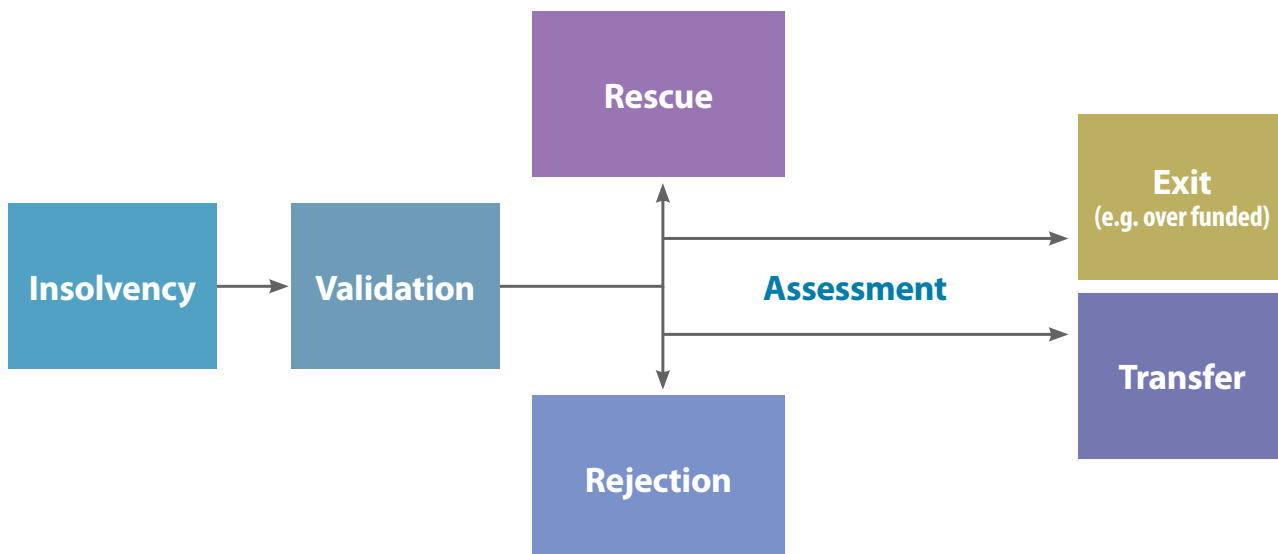 Rescue
Exit
(e.g. over funded)
Insolvency
Validation
Assessment
Transfer
Rejection